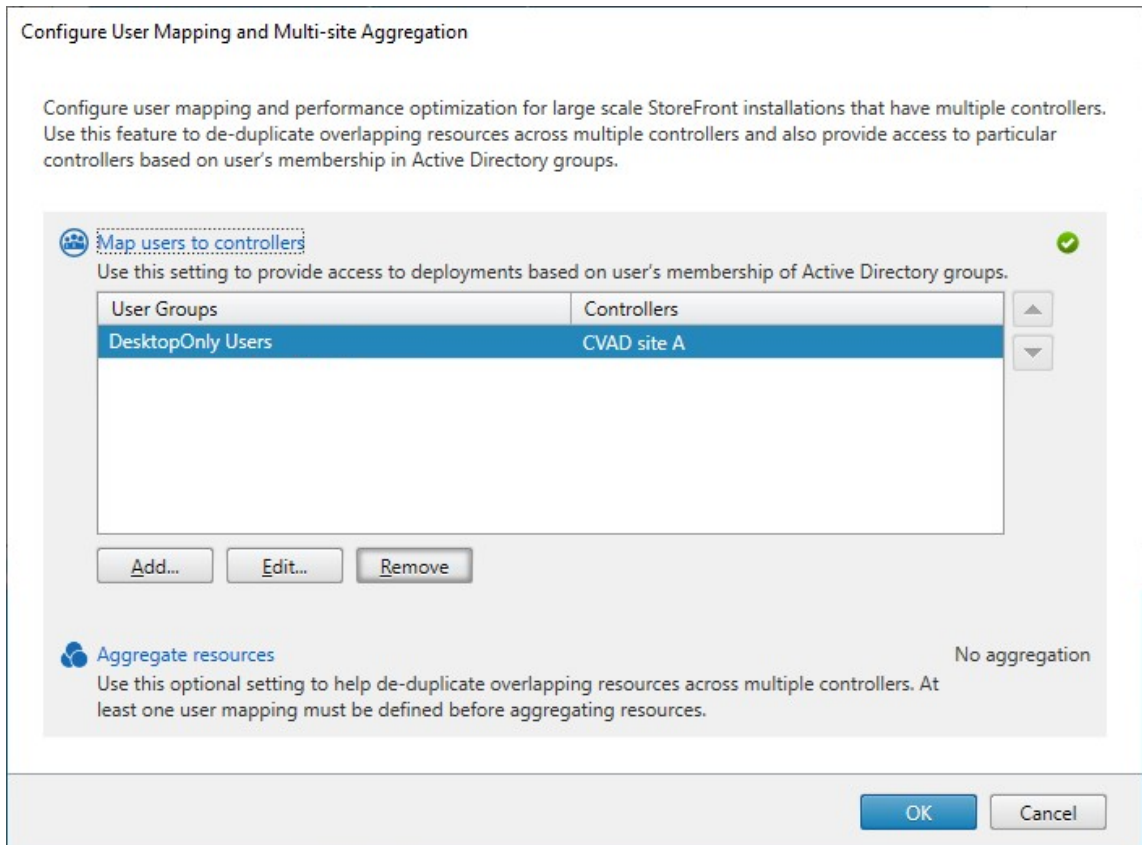 Configure User Mapping and Multi-site Aggregation
Configure user mapping and performance optimization for large scale StoreFront installations that have multiple controllers.
Use this feature to de-duplicate overlapping resources across multiple controllers and also provide access to particular
controllers based on user's membership in Active Directory groups.
Map users to controllers
Use this setting to provide access to deployments based on user's membership of Active Directory groups.
User Groups Controllers
DesktopOnly Users CVAD site A
Add... Edit... Remove
Aggregate resources No aggregation
Use this optional setting to help de-duplicate overlapping resources across multiple controllers. At
least one user mapping must be defined before aggregating resources.
OK Cancel